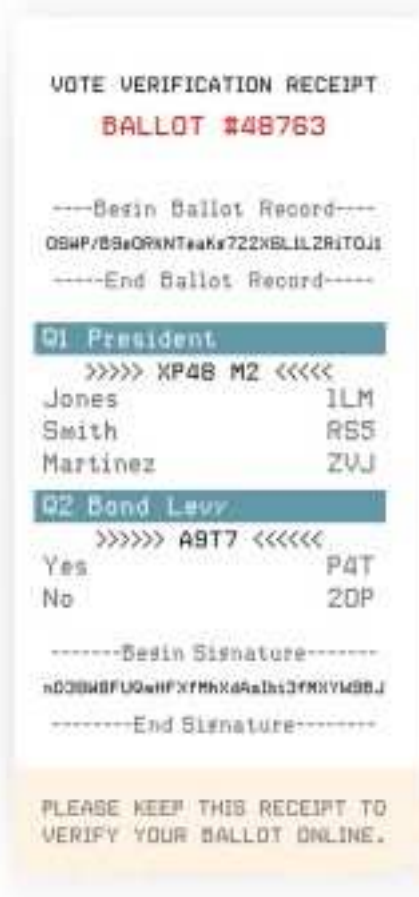 VOTE VERIFICATION RECEIPT
BALLOT #48763
----Begin Ballot Record----
-----End Ballot Record-----
Q1 President
>>>>> XP48 M2 <<<<<
Jones 1LM
Smith RS5
Martinez ZVJ
Q2 Bond Levy
>>>>>> A9T7 <<<<<<
Yes P4T
No 2DP
-------Begin Signature-------
--------End Signature--------
PLEASE KEEP THIS RECEIPT TO
VERIFY YOUR BALLOT ONLINE.